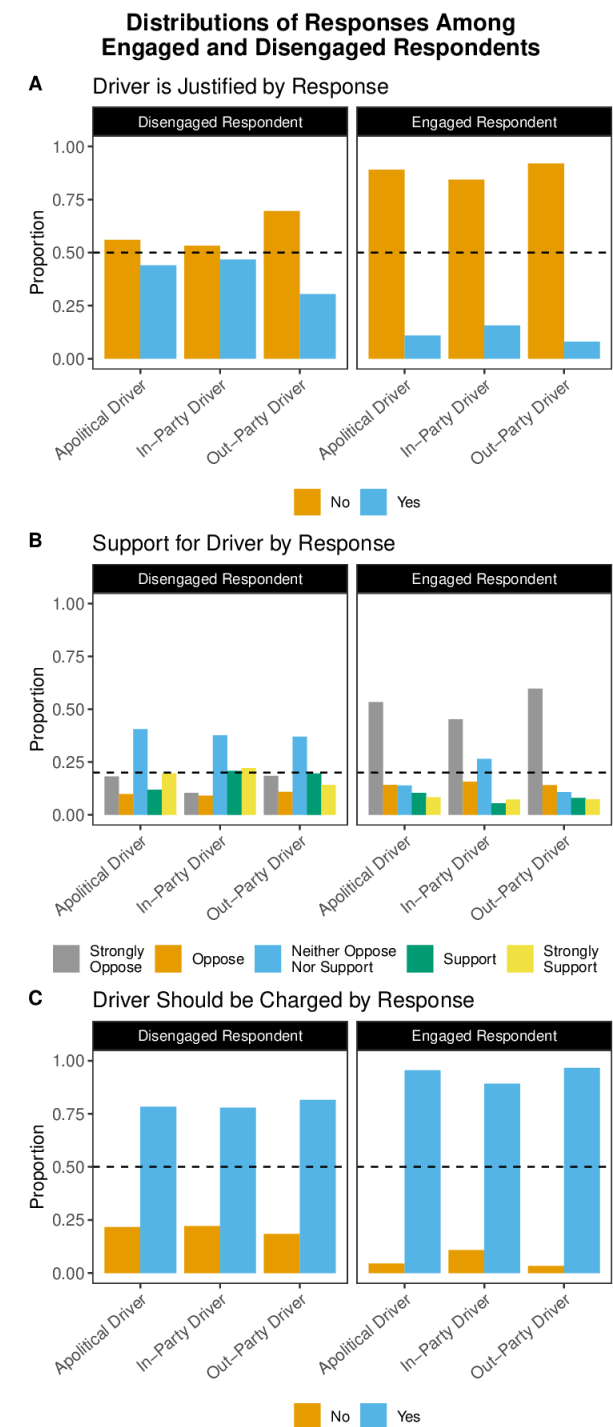 Distributions of Responses Among
Engaged and Disengaged Respondents
A
Driver is Justified by Response
Disengaged Respondent
Engaged Respondent
Proportion
1.00
0.75
0.50
0.25
0.00
Apolitical Driver
In−Party Driver
Out−Party Driver
Apolitical Driver
In−Party Driver
Out−Party Driver
No
Yes
B
Support for Driver by Response
Disengaged Respondent
Engaged Respondent
Proportion
1.00
0.75
0.50
0.25
0.00
Apolitical Driver
In−Party Driver
Out−Party Driver
Apolitical Driver
In−Party Driver
Out−Party Driver
Strongly
Oppose
Oppose
Neither Oppose
Nor Support
Support
Strongly
Support
C
Driver Should be Charged by Response
Disengaged Respondent
Engaged Respondent
Proportion
1.00
0.75
0.50
0.25
0.00
Apolitical Driver
In−Party Driver
Out−Party Driver
Apolitical Driver
In−Party Driver
Out−Party Driver
No
Yes